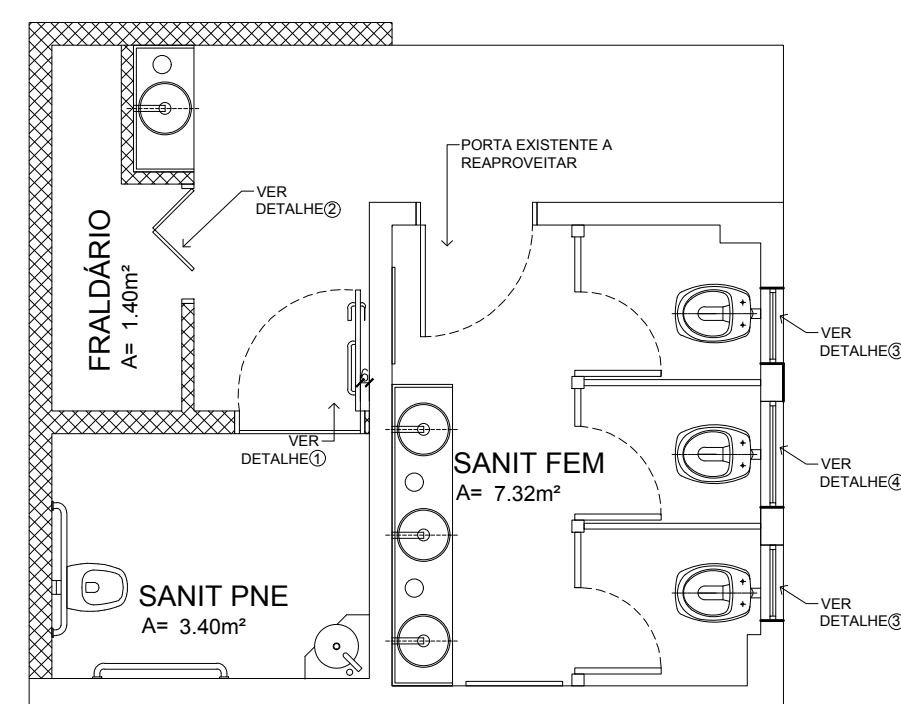 PORTA EXISTENTE A
REAPROVEITAR
VER
DETALHE②
FRALDÁRIO
A= 1.40m²
VER
DETALHE③
VER
DETALHE①
SANIT FEM
A= 7.32m²
VER
DETALHE④
SANIT PNE
A= 3.40m²
VER
DETALHE③